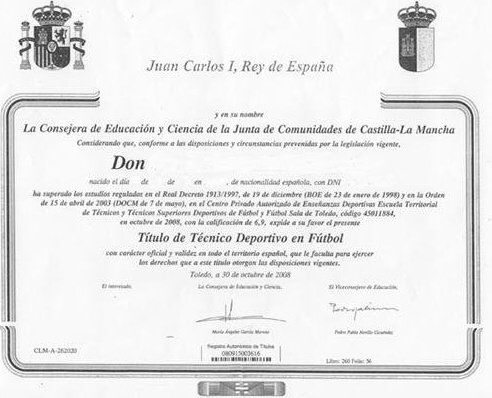 Juan Carlos I, Rey de España
y en su nombre
La Consejera de Educación y Ciencia de la Junta de Comunidades de Castilla-La Mancha
Considerando que, conforme a las disposiciones y circunstancias prevenidas por la legislación vigente,
Don
nacido el día de de en , de nacionalidad española, con DNI
ha superado los estudios regulados en el Real Decreto 1913/1997, de 19 de diciembre (BOE de 23 de enero de 1998) y en la Orden
de 15 de abril de 2003 (DOCM de 7 de mayo), en el Centro Privado Autorizado de Enseñanzas Deportivas Escuela Territorial
de Técnicos y Técnicos Superiores Deportivos de Fútbol y Fútbol Sala de Toledo, código 45011884,
en octubre de 2008, con la calificación de 6,9, expide a su favor el presente
Título de Técnico Deportivo en Fútbol
con carácter oficial y validez en todo el territorio español, que le faculta para ejercer
los derechos que a este título otorgan las disposiciones vigentes.
Toledo, a 30 de octubre de 2008
El interesado, La Consejera de Educación y Ciencia, El Viceconsejero de Educación,
María Ángeles García Moreno Pedro Pablo Novillo
Registro Autonómico de Títulos
080915003616
CLM-A-262020 Libro: 260 Folio: 56